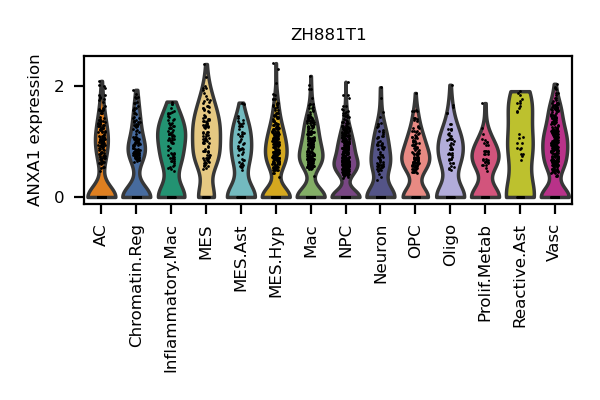 ZH881T1
ANXA1 expression
2
0
AC
Chromatin.Reg
Inflammatory.Mac
MES
MES.Ast
MES.Hyp
Mac
NPC
Neuron
OPC
Oligo
Prolif.Metab
Reactive.Ast
Vasc